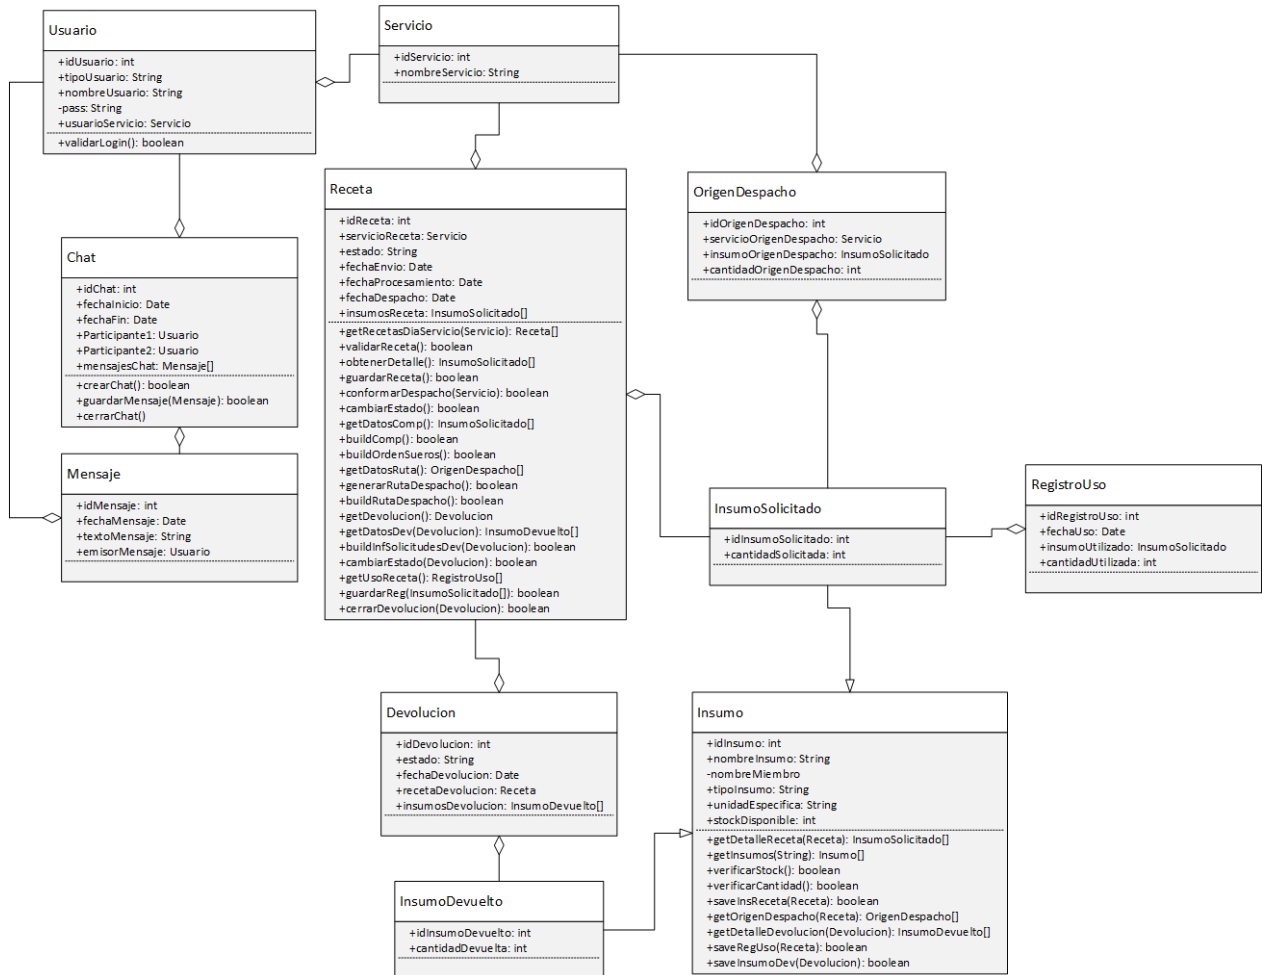 Usuario
+idUsuario: int
+tipoUsuario: String
+nombreUsuario: String
-pass: String
+usuarioServicio: Servicio
+validarLogin(): boolean
Servicio
+idServicio: int
+nombreServicio: String
Receta
+idReceta: int
+servicioReceta: Servicio
+estado: String
+fechaEnvio: Date
+fechaProcesamiento: Date
+fechaDespacho: Date
+insumosReceta: InsumoSolicitado[]
+getRecetasDiaServicio(Servicio): Receta[]
+validarReceta(): boolean
+obtenerDetalle(): InsumoSolicitado[]
+guardarReceta(): boolean
+conformarDespacho(Servicio): boolean
+cambiarEstado(): boolean
+getDatosComp(): InsumoSolicitado[]
+buildComp(): boolean
+buildOrdenSueros(): boolean
+getDatosRuta(): OrigenDespacho[]
+generarRutaDespacho(): boolean
+buildRutaDespacho(): boolean
+getDevolucion(): Devolucion
+getDatosDev(Devolucion): InsumoDevuelto[]
+buildInfSolicitudesDev(Devolucion): boolean
+cambiarEstado(Devolucion): boolean
+getUsoReceta(): RegistroUso[]
+guardarReg(InsumoSolicitado[]): boolean
+cerrarDevolucion(Devolucion): boolean
OrigenDespacho
+idOrigenDespacho: int
+servicioOrigenDespacho: Servicio
+insumoOrigenDespacho: InsumoSolicitado
+cantidadOrigenDespacho: int
Chat
+idChat: int
+fechaInicio: Date
+fechaFin: Date
+Participante1: Usuario
+Participante2: Usuario
+mensajesChat: Mensaje[]
+crearChat(): boolean
+guardarMensaje(Mensaje): boolean
+cerrarChat()
Mensaje
+idMensaje: int
+fechaMensaje: Date
+textoMensaje: String
+emisorMensaje: Usuario
InsumoSolicitado
+idInsumoSolicitado: int
+cantidadSolicitada: int
RegistroUso
+idRegistroUso: int
+fechaUso: Date
+insumoUtilizado: InsumoSolicitado
+cantidadUtilizada: int
Devolucion
+idDevolucion: int
+estado: String
+fechaDevolucion: Date
+recetaDevolucion: Receta
+insumosDevolucion: InsumoDevuelto[]
Insumo
+idInsumo: int
+nombreInsumo: String
-nombreMiembro
+tipoInsumo: String
+unidadEspecifica: String
+stockDisponible: int
+getDetalleReceta(Receta): InsumoSolicitado[]
+getInsumos(String): Insumo[]
+verificarStock(): boolean
+verificarCantidad(): boolean
+saveInsReceta(Receta): boolean
+getOrigenDespacho(Receta): OrigenDespacho[]
+getDetalleDevolucion(Devolucion): InsumoDevuelto[]
+saveRegUso(Receta): boolean
+saveInsumoDev(Devolucion): boolean
InsumoDevuelto
+idInsumoDevuelto: int
+cantidadDevuelta: int